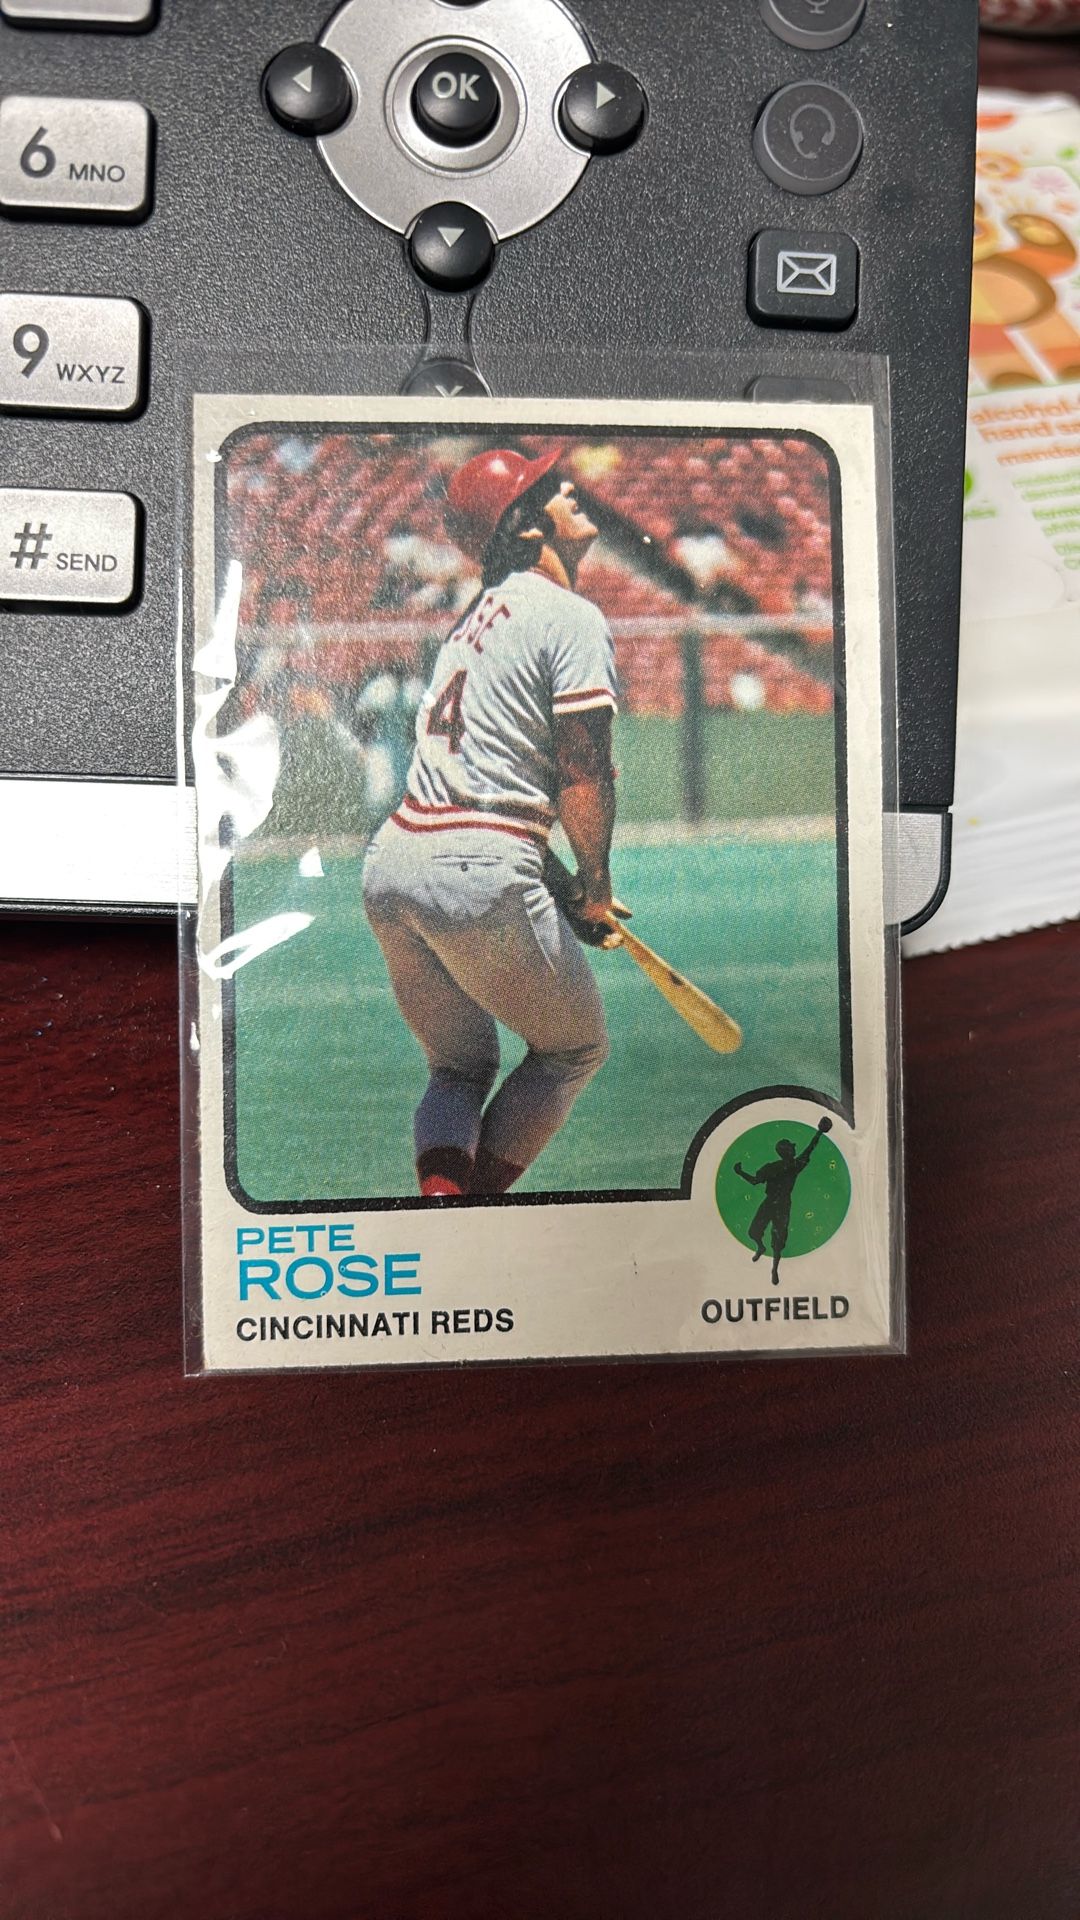 OK
6 MNO
9 WXYZ
# SEND
4
PETE
ROSE
CINCINNATI REDS
OUTFIELD